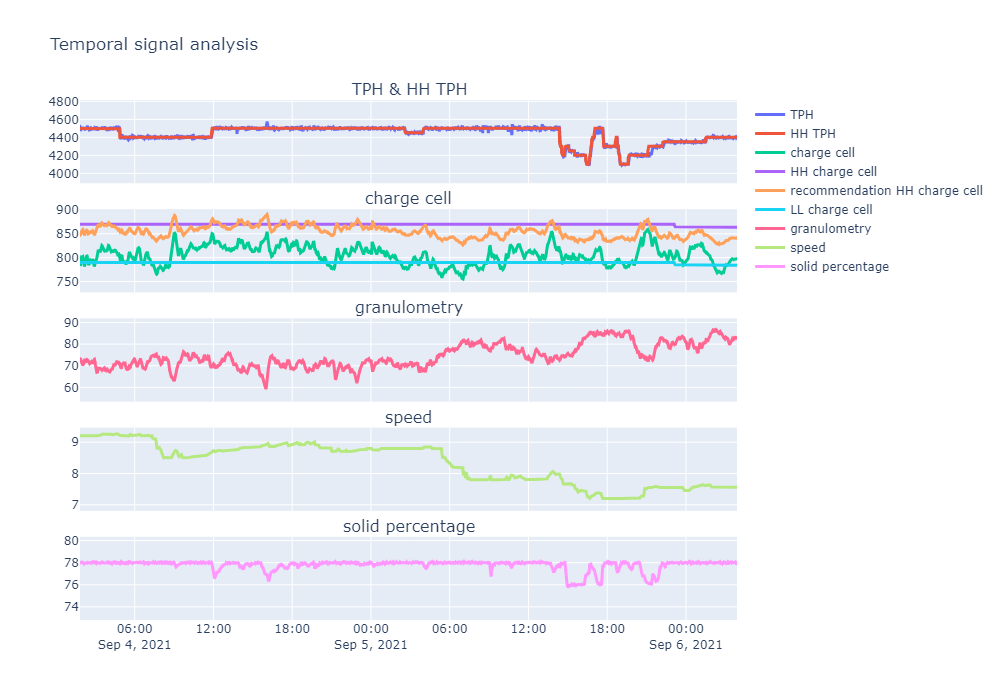 Temporal signal analysis
TPH & HH TPH
4800
4600
4400
4200
4000
TPH
HH TPH
charge cell
HH charge cell
recommendation HH charge cell
LL charge cell
granulometry
speed
solid percentage
charge cell
900
850
800
750
granulometry
90
80
70
60
speed
9
8
7
solid percentage
80
78
76
74
06:00
Sep 4, 2021
12:00
18:00
00:00
Sep 5, 2021
06:00
12:00
18:00
00:00
Sep 6, 2021